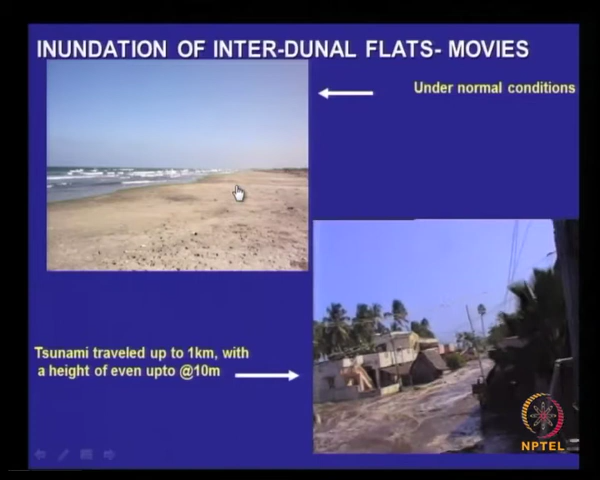 INUNDATION OF INTER-DUNAL FLATS- MOVIES
Under normal conditions
Tsunami traveled up to 1km, with
a height of even upto @10m
NPTEL